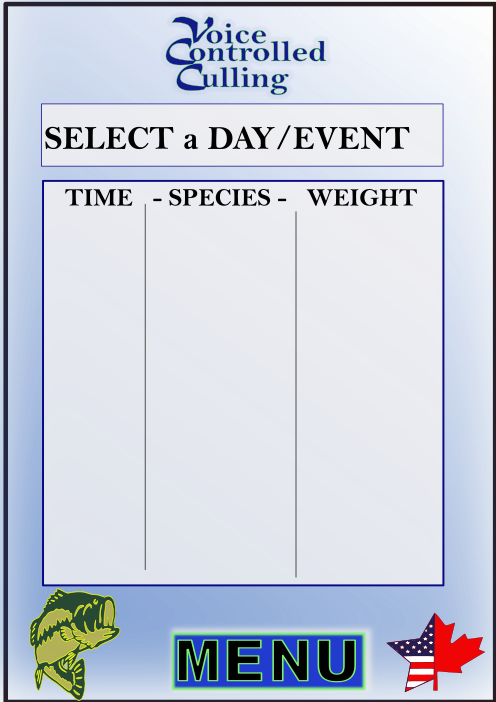 Voice
Controlled
Culling
SELECT a DAY/EVENT
TIME - SPECIES - WEIGHT
MENU